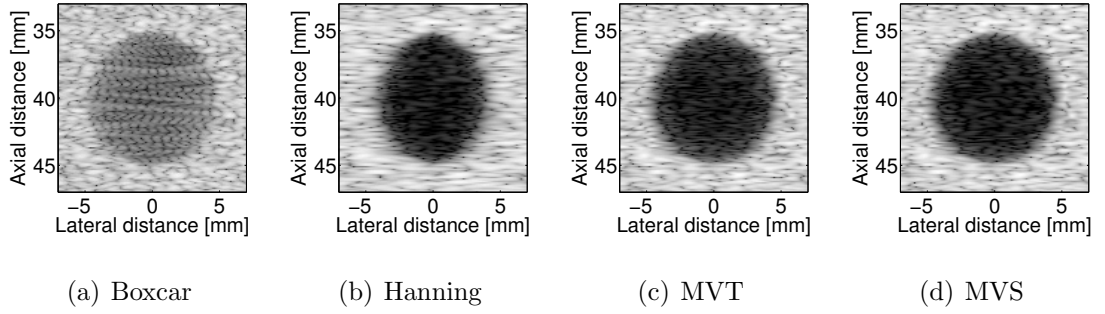 35
40
45
Axial distance [mm]
−5 0 5
Lateral distance [mm]
(a) Boxcar
35
40
45
Axial distance [mm]
−5 0 5
Lateral distance [mm]
(b) Hanning
35
40
45
Axial distance [mm]
−5 0 5
Lateral distance [mm]
(c) MVT
35
40
45
Axial distance [mm]
−5 0 5
Lateral distance [mm]
(d) MVS